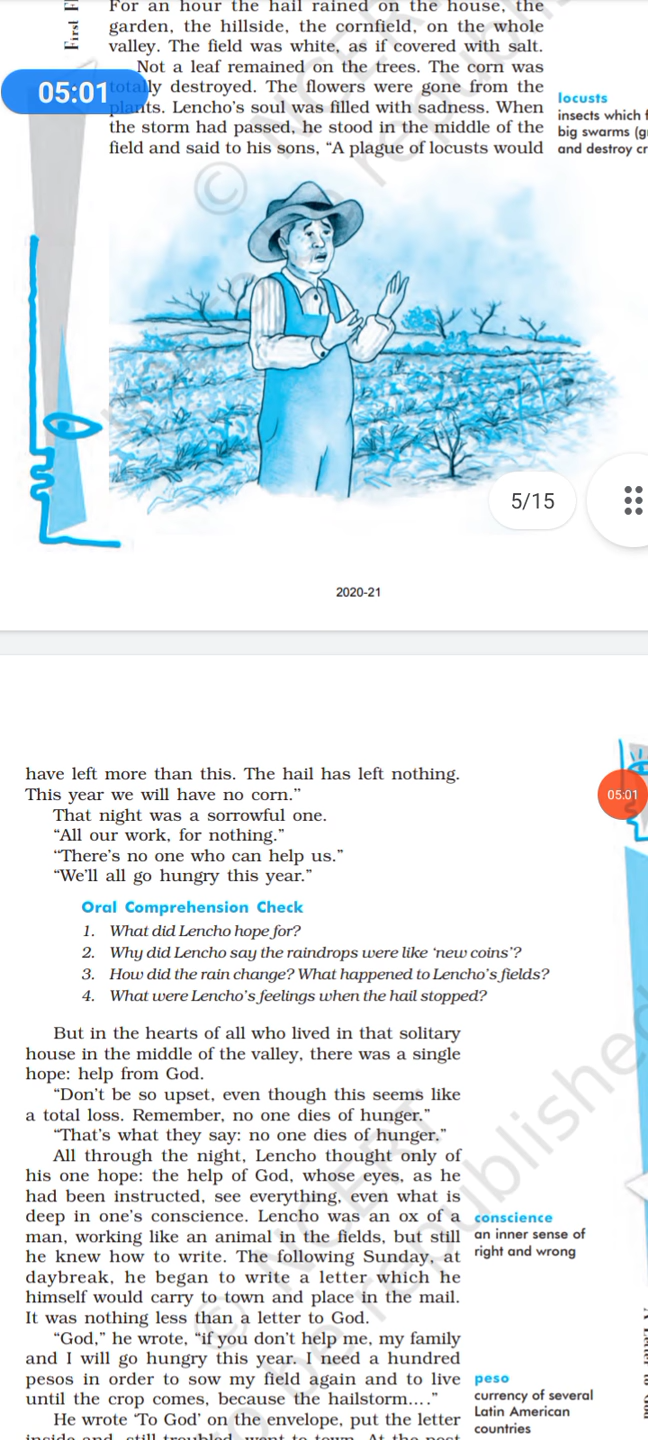 For an hour the hail rained on the house, the
garden, the hillside, the cornfield, on the whole
valley. The field was white, as if covered with salt.
Not a leaf remained on the trees. The corn was
destroyed. The flowers were gone from the
Lencho's soul was filled with sadness. When
the storm had passed, he stood in the middle of the
field and said to his sons, “A plague of locusts would
First
05:01
locusts
insects which
big swarms
and destroy
© NCERT
republish
5/15
2020-21
have left more than this. The hail has left nothing.
This year we will have no corn.”
That night was a sorrowful one.
“All our work, for nothing.”
“There's no one who can help us.”
“We'll all go hungry this year.”
05:01
Oral Comprehension Check
1. What did Lencho hope for?
2. Why did Lencho say the raindrops were like ‘new coins’?
3. How did the rain change? What happened to Lencho's fields?
4. What were Lencho's feelings when the hail stopped?
But in the hearts of all who lived in that solitary
house in the middle of the valley, there was a single
hope: help from God.
“Don't be so upset, even though this seems like
a total loss. Remember, no one dies of hunger.”
“That's what they say: no one dies of hunger.”
All through the night, Lencho thought only of
his one hope: the help of God, whose eyes, as he
had been instructed, see everything, even what is
deep in one's conscience. Lencho was an ox of a
man, working like an animal in the fields, but still
he knew how to write. The following Sunday, at
daybreak, he began to write a letter which he
himself would carry to town and place in the mail.
It was nothing less than a letter to God.
“God,” he wrote, “if you don't help me, my family
and I will go hungry this year. I need a hundred
pesos in order to sow my field again and to live
until the crop comes, because the hailstorm....”
He wrote ‘To God’ on the envelope, put the letter
inside and, still troubled, went to town. At the post
conscience
an inner sense of
right and wrong
peso
currency of several
Latin American
countries
© NCERT
to be republished